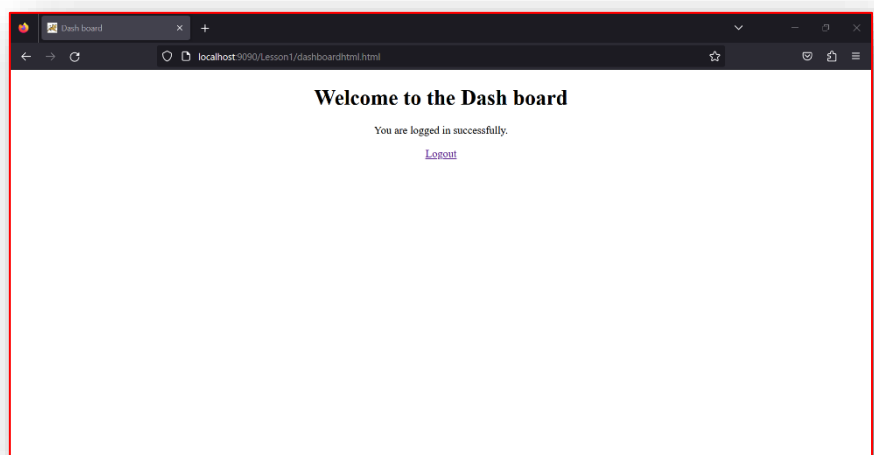 Dash board
localhost:9090/Lesson1/dashboardhtml.html
Welcome to the Dash board
You are logged in successfully.
Logout